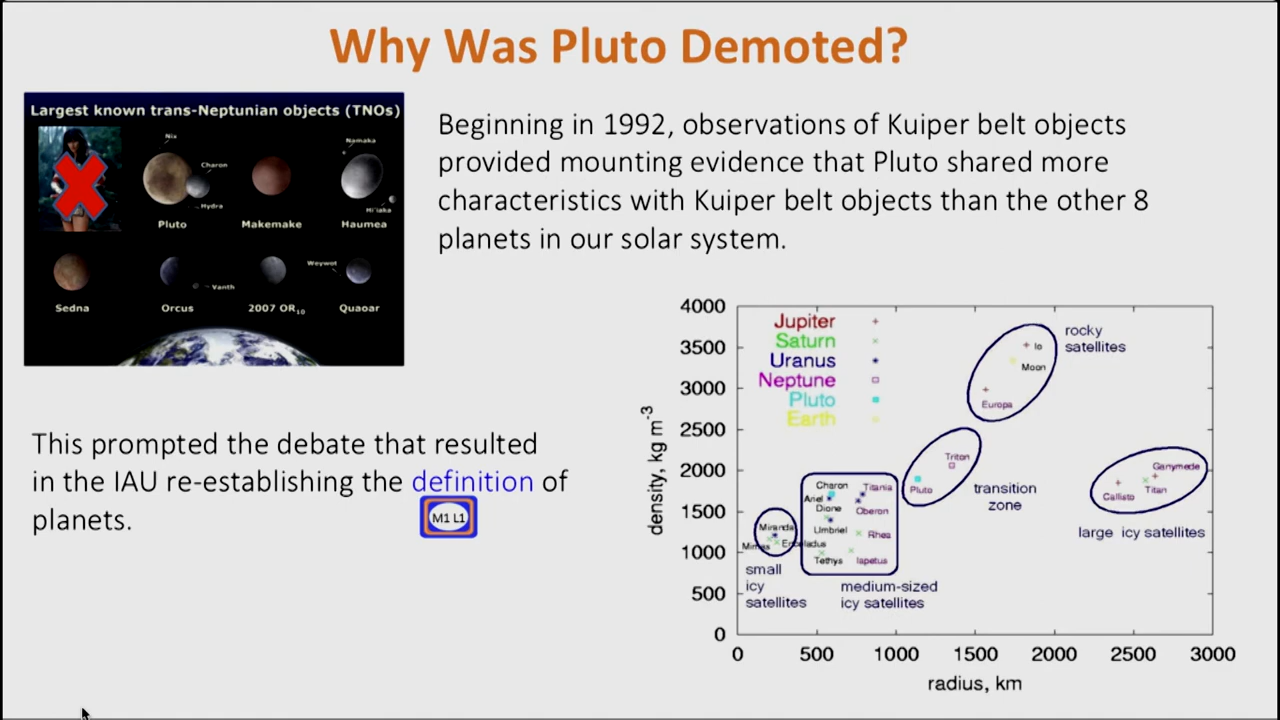 Why Was Pluto Demoted?
Largest known trans-Neptunian objects (TNOs)
Nix
Charon
Hydra
Pluto
Makemake
Namaka
Hi'iaka
Haumea
Sedna
Orcus
Vanth
2007 OR10
Weywot
Quaoar
Beginning in 1992, observations of Kuiper belt objects
provided mounting evidence that Pluto shared more
characteristics with Kuiper belt objects than the other 8
planets in our solar system.
This prompted the debate that resulted
in the IAU re-establishing the definition of
planets.
M1 L1
density, kg m-3
4000
3500
3000
2500
2000
1500
1000
500
0
Jupiter
Saturn
Uranus
Neptune
Pluto
Earth
Io
Moon
Europa
rocky
satellites
Triton
Pluto
transition
zone
Ganymede
Callisto
Titan
large icy satellites
Charon
Titania
Ariel
Dione
Oberon
Umbriel
Rhea
Tethys
Iapetus
medium-sized
icy satellites
Miranda
Mimas
Enceladus
small
icy
satellites
0 500 1000 1500 2000 2500 3000
radius, km